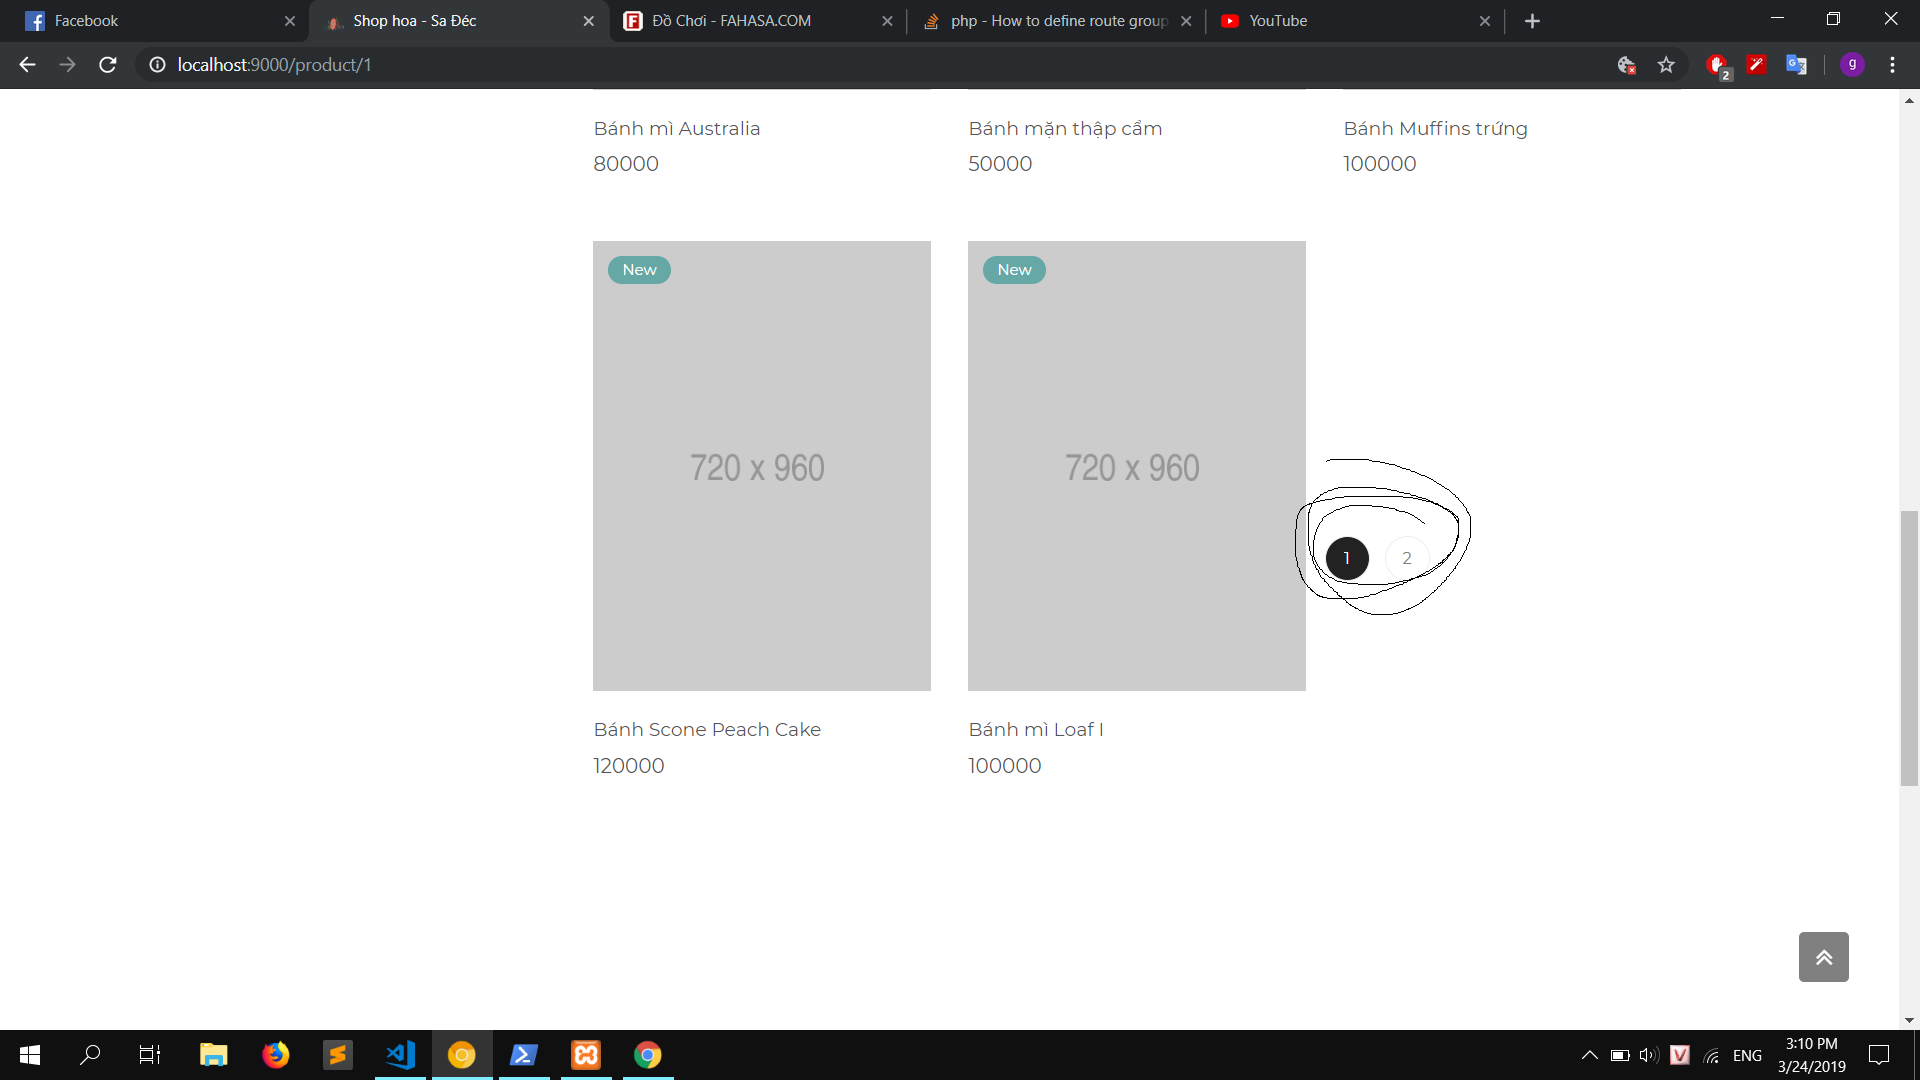 Facebook
Shop hoa - Sa Đéc
Đồ Chơi - FAHASA.COM
php - How to define route group
YouTube
localhost:9000/product/1
2
g
Bánh mì Australia
Bánh mặn thập cẩm
Bánh Muffins trứng
80000
50000
100000
New
New
720 x 960
720 x 960
1
2
Bánh Scone Peach Cake
Bánh mì Loaf I
120000
100000
ENG
3:10 PM
3/24/2019